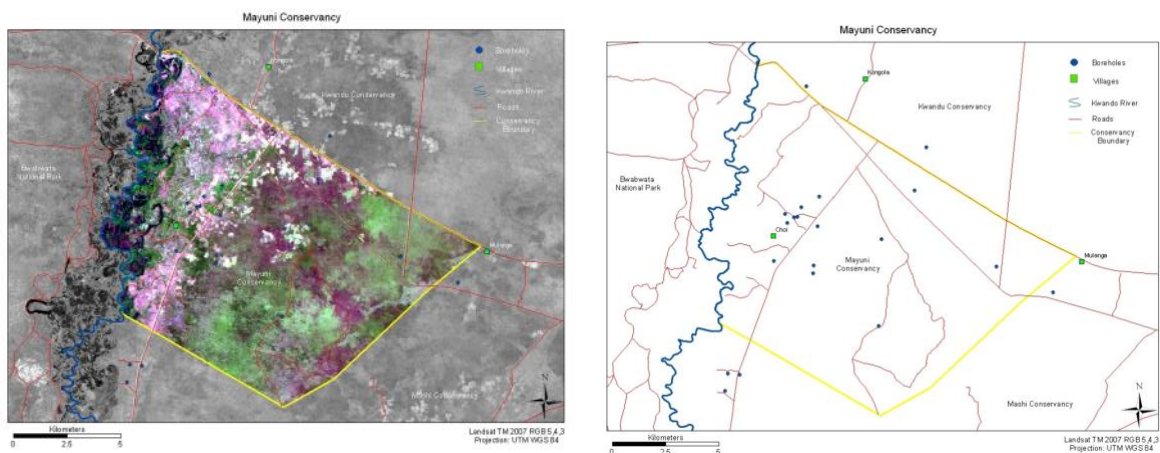 Mayuni Conservancy
Boreholes
Villages
Kwandu Conservancy
Kwando River
Roads
Conservancy
Boundary
Bwabwata
National Park
Mulanga
Mayuni
Conservancy
Mashi Conservancy
N
Kilometers
0 2.5 5
Landsat TM 2007 RGB 5,4,3
Projection: UTM WGS 84
Mayuni Conservancy
Boreholes
Villages
Kongola
Kwandu Conservancy
Kwando River
Roads
Conservancy
Boundary
Bwabwata
National Park
Choi
Mulanga
Mayuni
Conservancy
Mashi Conservancy
N
Kilometers
0 2.5 5
Landsat TM 2007 RGB 5,4,3
Projection: UTM WGS 84